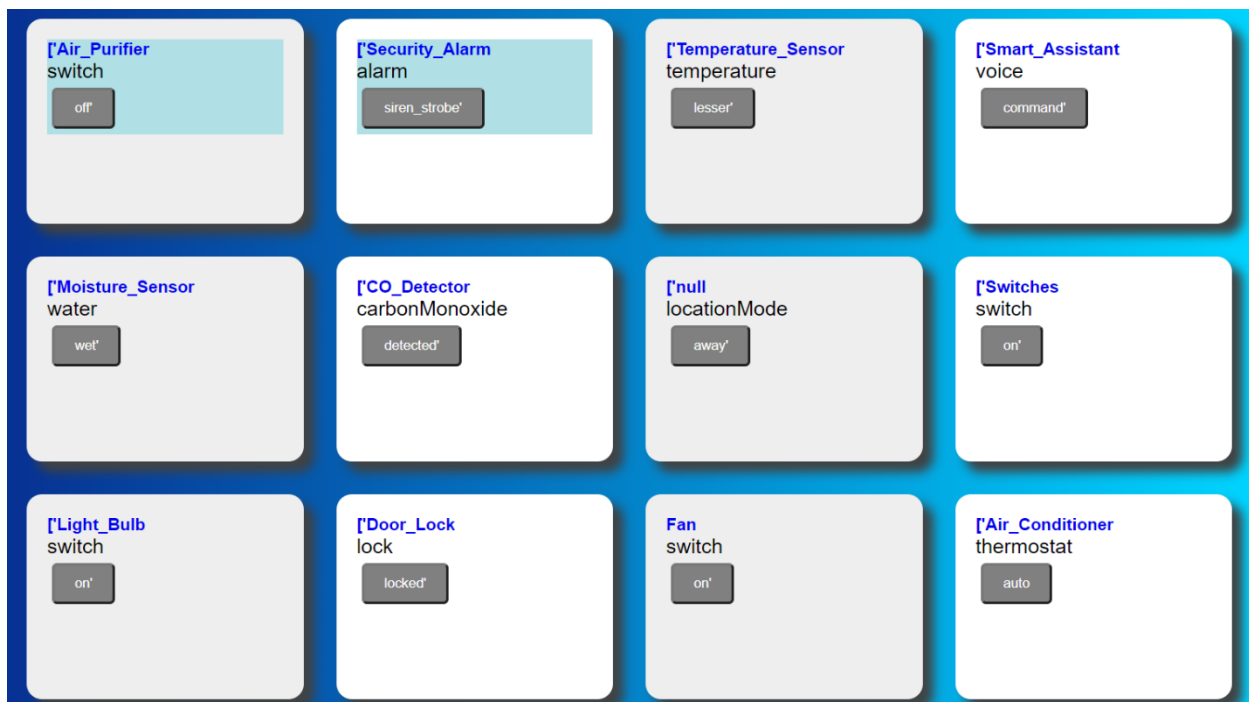 ['Air_Purifier
switch
off'
['Security_Alarm
alarm
siren_strobe'
['Temperature_Sensor
temperature
lesser'
['Smart_Assistant
voice
command'
['Moisture_Sensor
water
wet'
['CO_Detector
carbonMonoxide
detected'
['null
locationMode
away'
['Switches
switch
on'
['Light_Bulb
switch
on'
['Door_Lock
lock
locked'
Fan
switch
on'
['Air_Conditioner
thermostat
auto